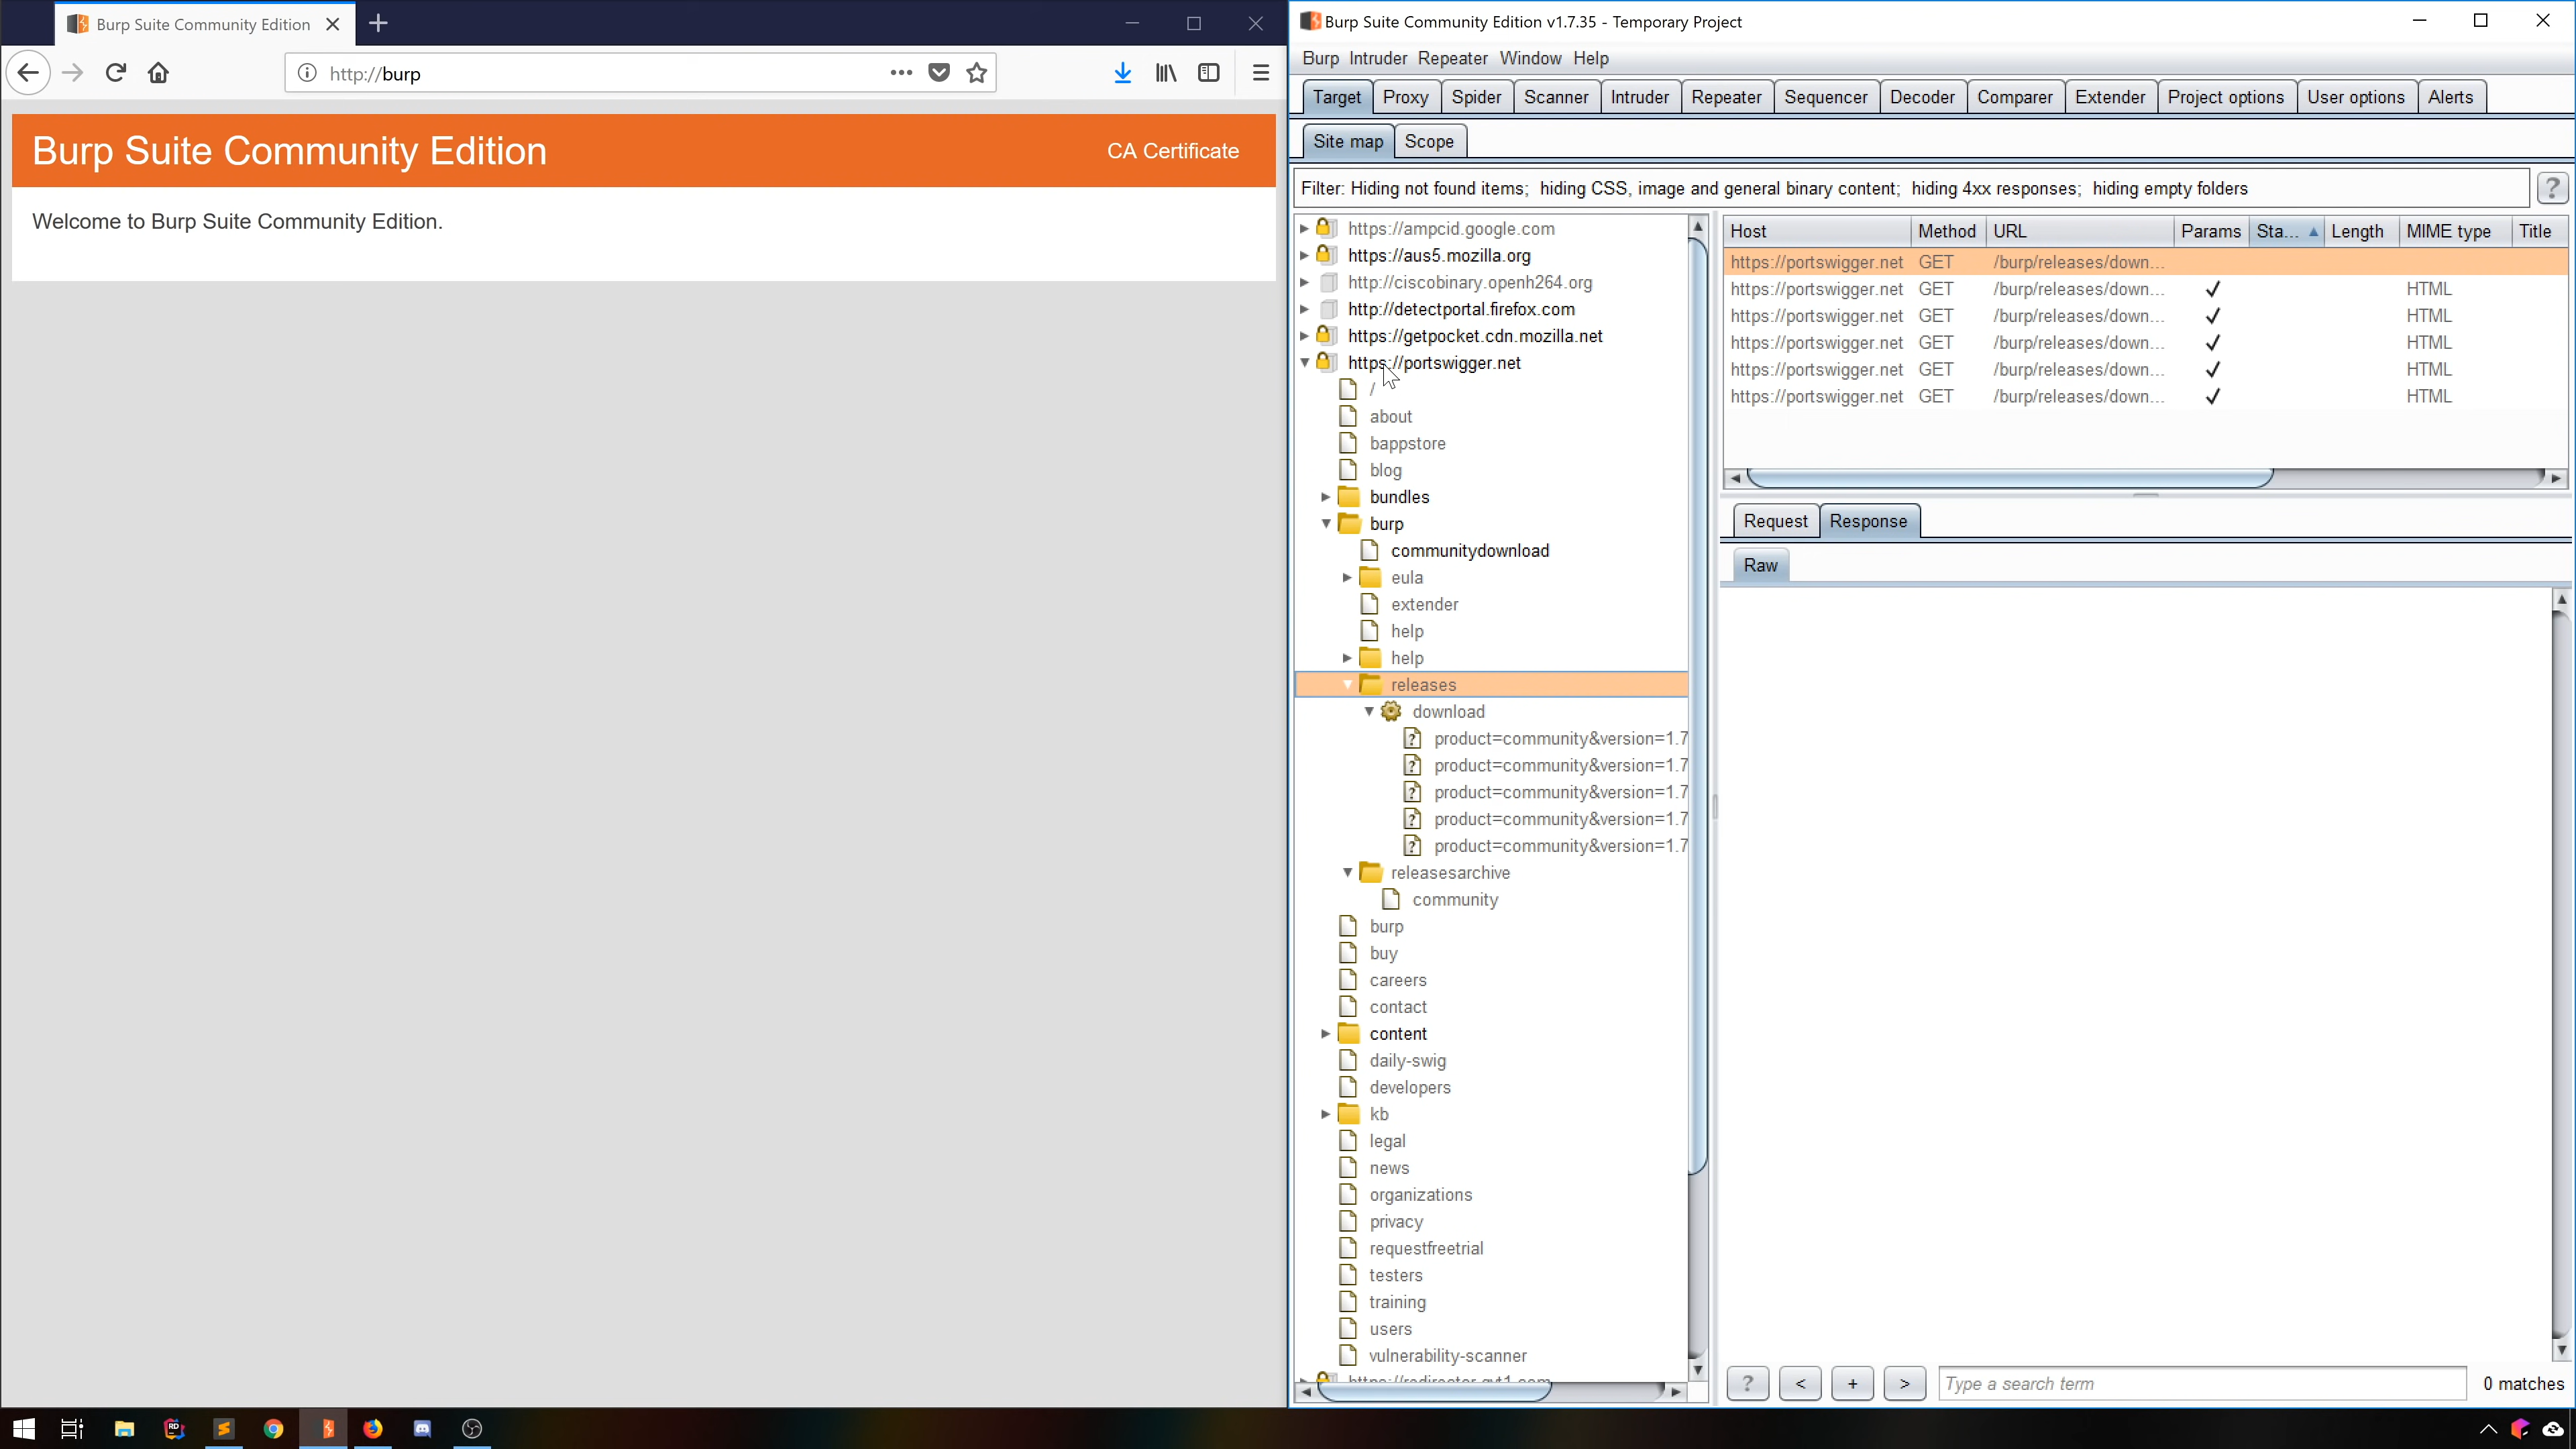 Burp Suite Community Edition
http://burp
Burp Suite Community Edition
CA Certificate
Welcome to Burp Suite Community Edition.
Burp Suite Community Edition v1.7.35 - Temporary Project
Burp Intruder Repeater Window Help
Target Proxy Spider Scanner Intruder Repeater Sequencer Decoder Comparer Extender Project options User options Alerts
Site map Scope
Filter: Hiding not found items; hiding CSS, image and general binary content; hiding 4xx responses; hiding empty folders
?
https://ampcid.google.com
https://aus5.mozilla.org
http://ciscobinary.openh264.org
http://detectportal.firefox.com
https://getpocket.cdn.mozilla.net
https://portswigger.net
/
about
bappstore
blog
bundles
burp
communitydownload
eula
extender
help
help
releases
download
product=community&version=1.7
product=community&version=1.7
product=community&version=1.7
product=community&version=1.7
product=community&version=1.7
releasesarchive
community
burp
buy
careers
contact
content
daily-swig
developers
kb
legal
news
organizations
privacy
requestfreetrial
testers
training
users
vulnerability-scanner
Host Method URL Params Sta... Length MIME type Title
https://portswigger.net GET /burp/releases/down...
https://portswigger.net GET /burp/releases/down... HTML
https://portswigger.net GET /burp/releases/down... HTML
https://portswigger.net GET /burp/releases/down... HTML
https://portswigger.net GET /burp/releases/down... HTML
https://portswigger.net GET /burp/releases/down... HTML
Request Response
Raw
? < + > Type a search term 0 matches
RD